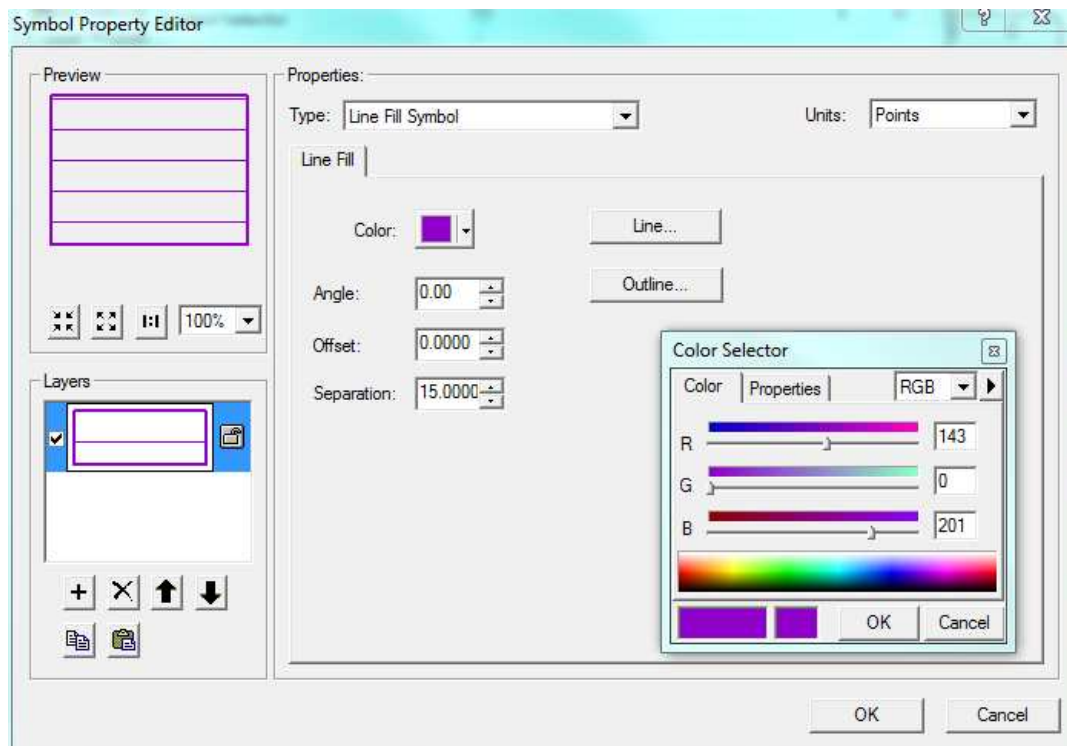 Symbol Property Editor
Preview
100%
Layers
Properties:
Type: Line Fill Symbol
Units: Points
Line Fill
Color:
Line...
Angle: 0.00
Outline...
Offset: 0.0000
Separation: 15.0000
Color Selector
Color Properties RGB
R 143
G 0
B 201
OK Cancel
OK Cancel